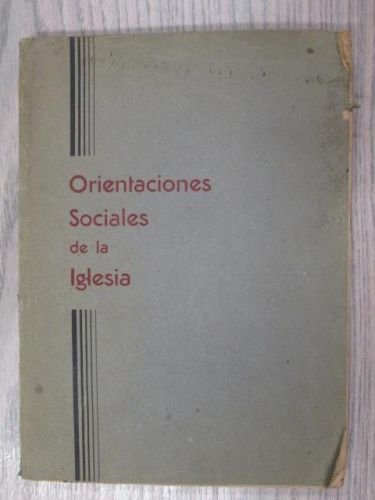 Orientaciones
Sociales
de la
Iglesia